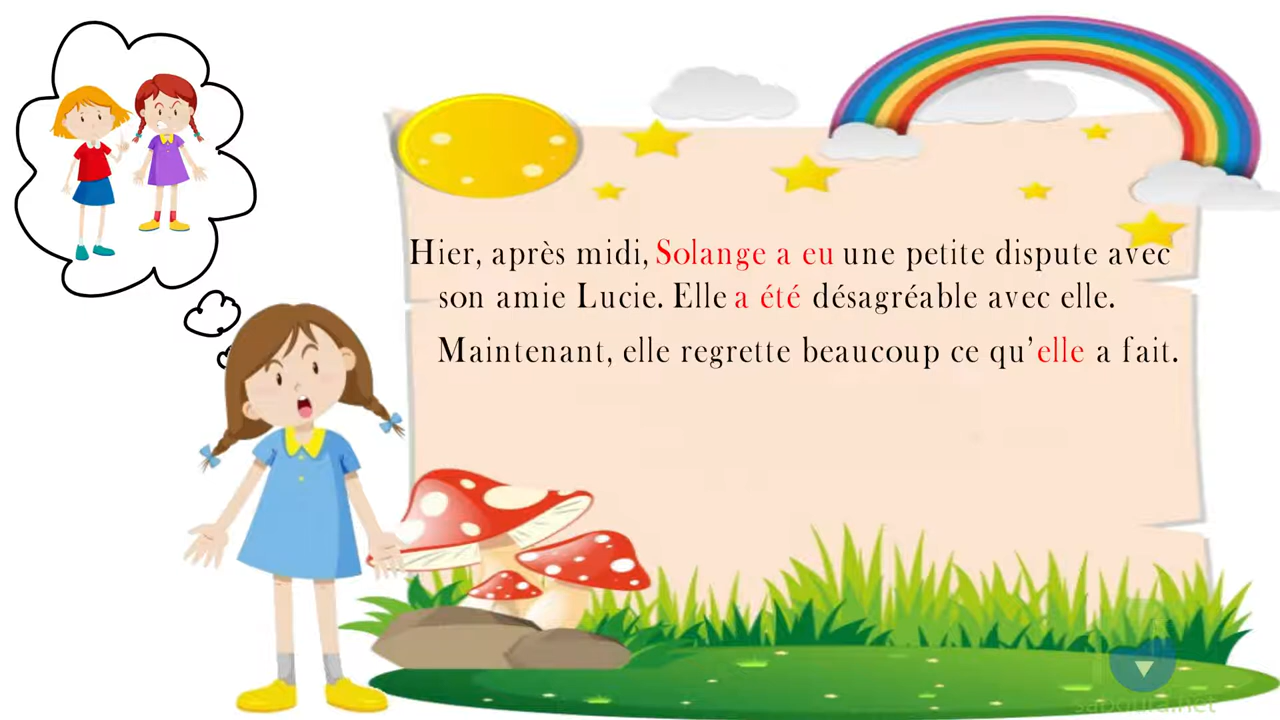 Hier, après midi, Solange a eu une petite dispute avec
son amie Lucie. Elle a été désagréable avec elle.
Maintenant, elle regrette beaucoup ce qu'elle a fait.